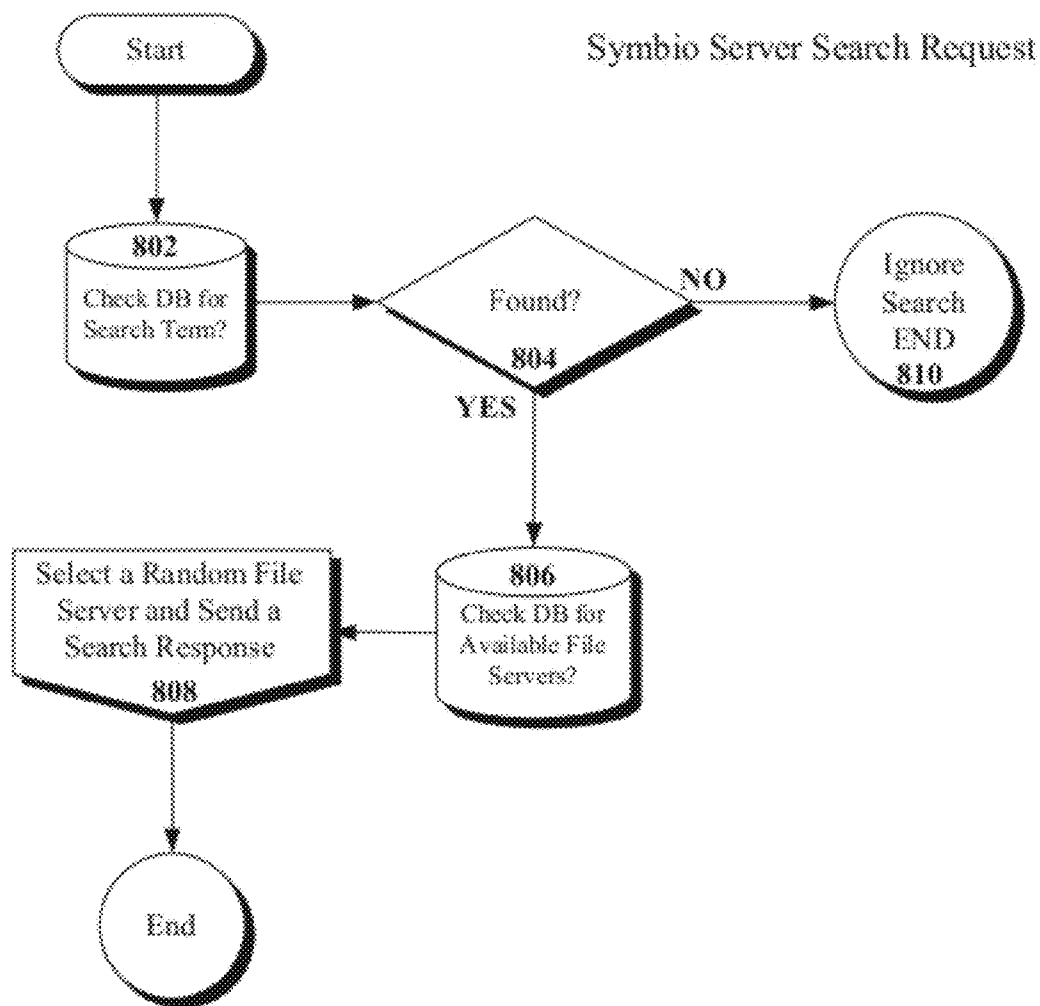 Start
Symbio Server Search Request
802
Check DB for
Search Term?
Found?
804
NO
YES
Ignore
Search
END
810
806
Check DB for
Available File
Servers?
Select a Random File
Server and Send a
Search Response
808
End